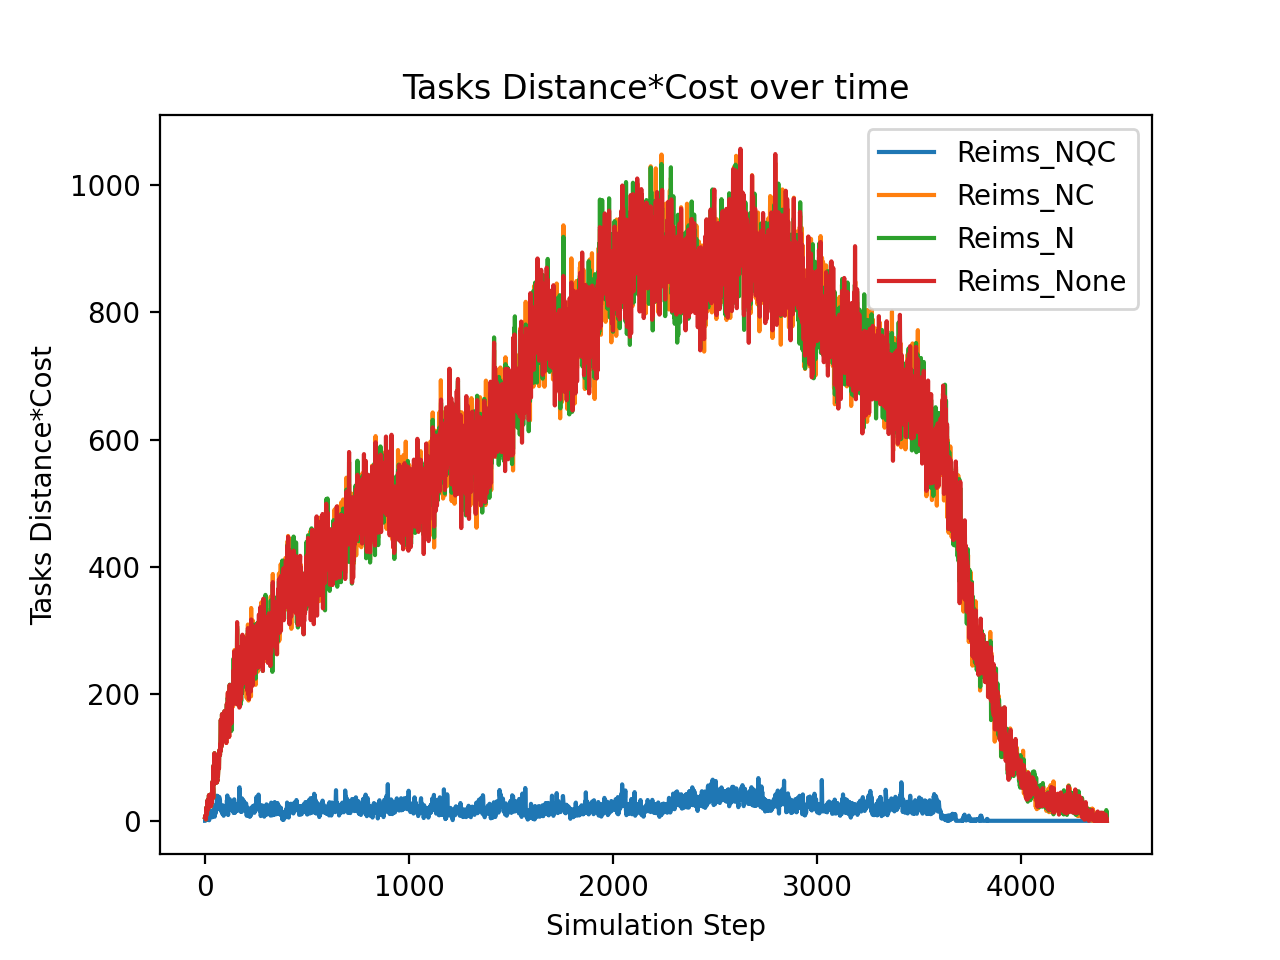 Tasks Distance*Cost over time
Reims_NQC
Reims_NC
Reims_N
Reims_None
Tasks Distance*Cost
1000
800
600
400
200
0
0 1000 2000 3000 4000
Simulation Step